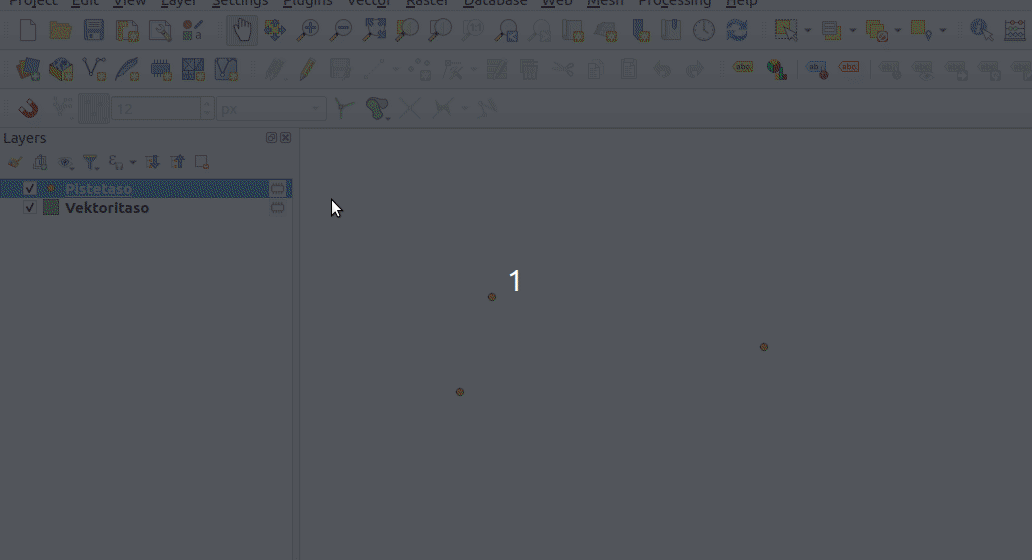 Project Edit View Layer Settings Plugins Vector Raster Database Web Mesh Processing Help
12 px
Layers
Pistetaso
Vektoritaso
1